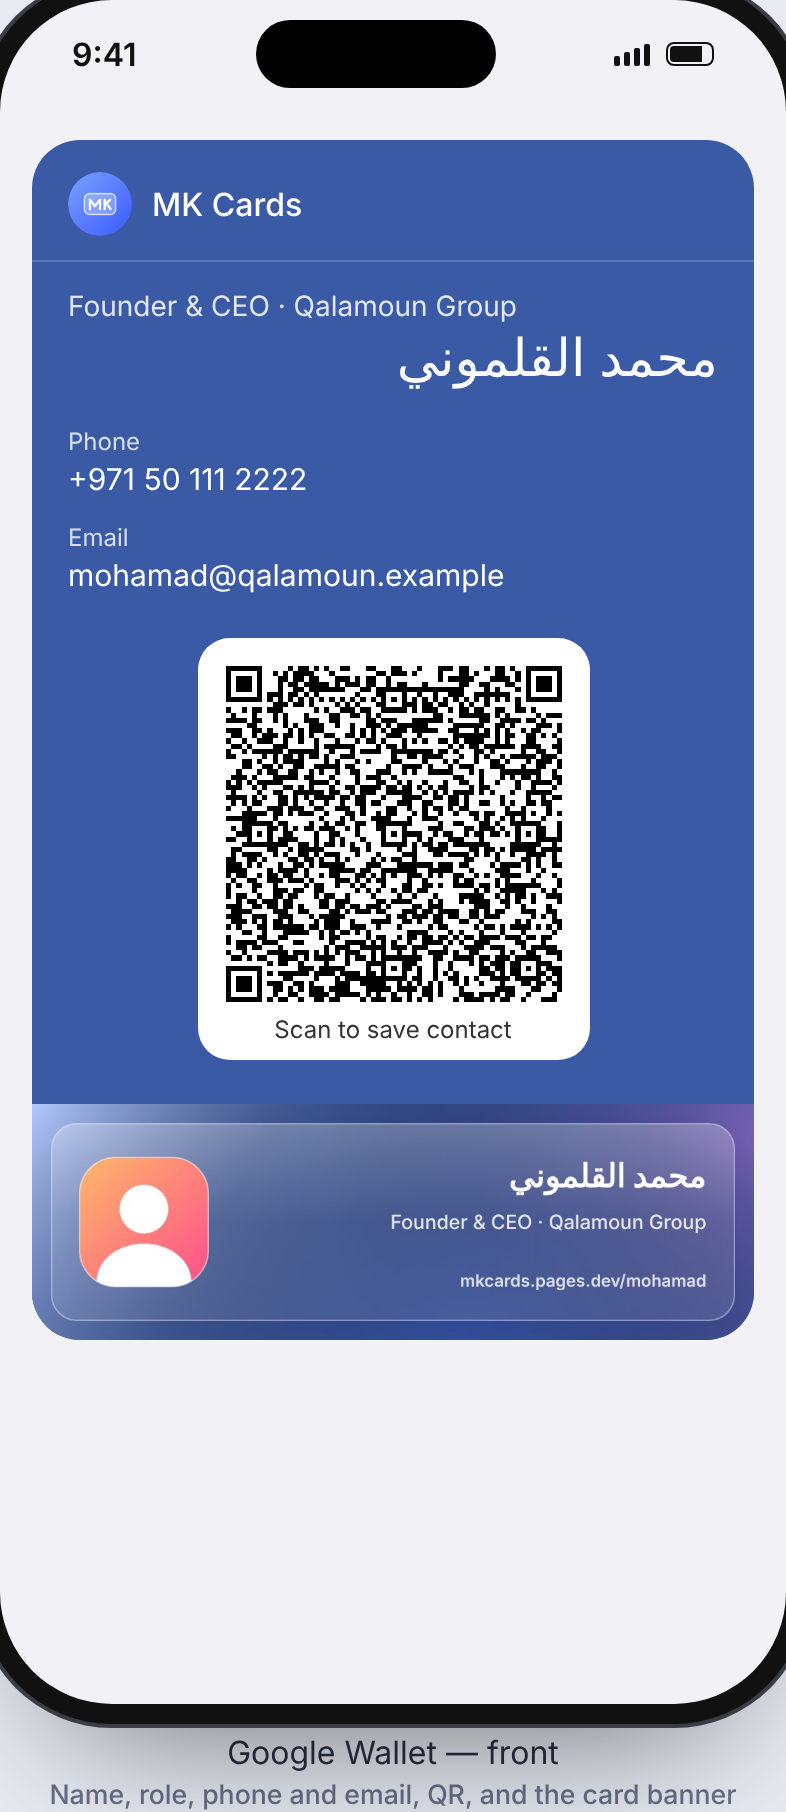 9:41
MK
MK Cards
Founder & CEO · Qalamoun Group
محمد القلموني
Phone
+971 50 111 2222
Email
mohamad@qalamoun.example
Scan to save contact
محمد القلموني
Founder & CEO · Qalamoun Group
mkcards.pages.dev/mohamad
Google Wallet — front
Name, role, phone and email, QR, and the card banner